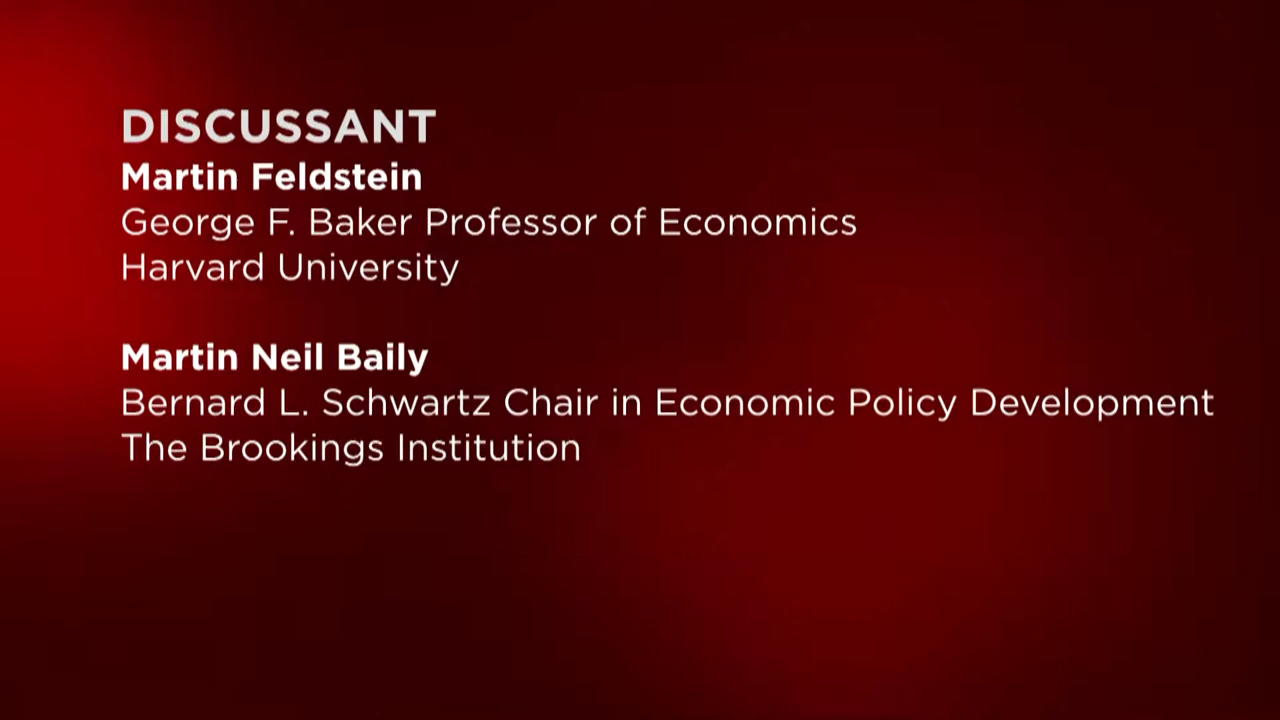 DISCUSSANT
Martin Feldstein
George F. Baker Professor of Economics
Harvard University
Martin Neil Baily
Bernard L. Schwartz Chair in Economic Policy Development
The Brookings Institution